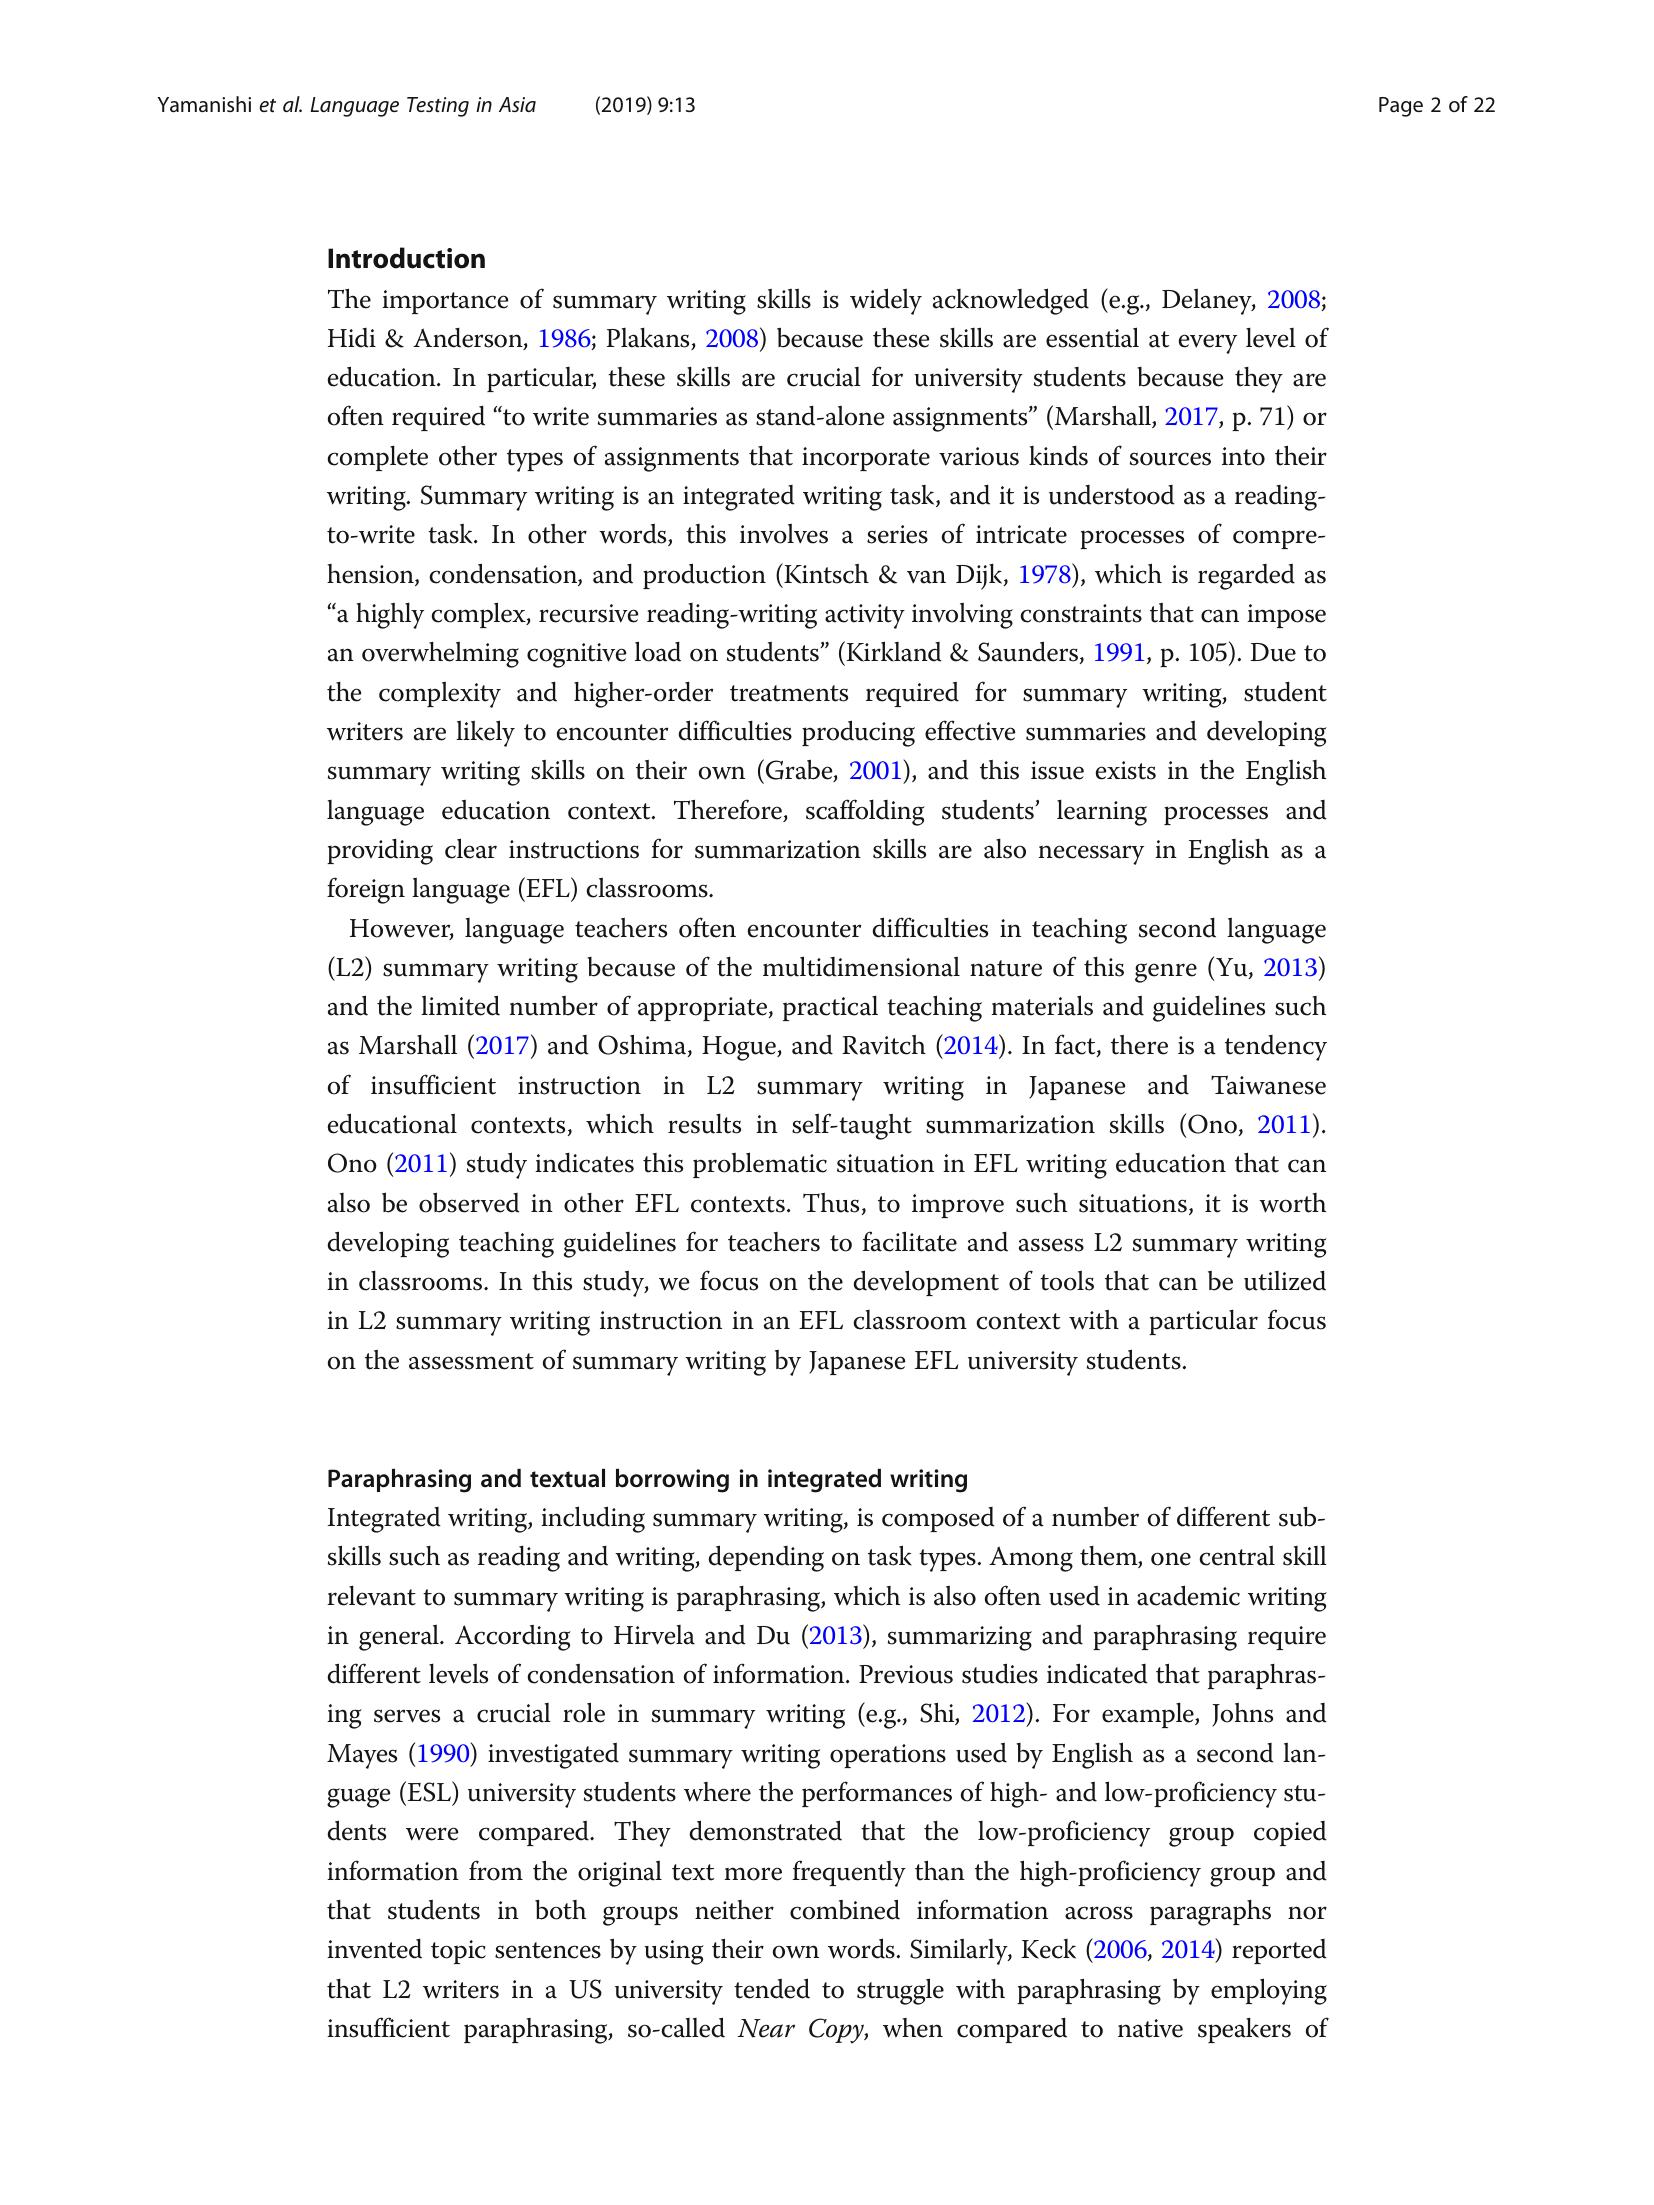 Yamanishi et al. Language Testing in Asia (2019) 9:13 Page 2 of 22
Introduction
The importance of summary writing skills is widely acknowledged (e.g., Delaney, 2008;
Hidi & Anderson, 1986; Plakans, 2008) because these skills are essential at every level of
education. In particular, these skills are crucial for university students because they are
often required “to write summaries as stand-alone assignments” (Marshall, 2017, p. 71) or
complete other types of assignments that incorporate various kinds of sources into their
writing. Summary writing is an integrated writing task, and it is understood as a reading-
to-write task. In other words, this involves a series of intricate processes of compre-
hension, condensation, and production (Kintsch & van Dijk, 1978), which is regarded as
“a highly complex, recursive reading-writing activity involving constraints that can impose
an overwhelming cognitive load on students” (Kirkland & Saunders, 1991, p. 105). Due to
the complexity and higher-order treatments required for summary writing, student
writers are likely to encounter difficulties producing effective summaries and developing
summary writing skills on their own (Grabe, 2001), and this issue exists in the English
language education context. Therefore, scaffolding students’ learning processes and
providing clear instructions for summarization skills are also necessary in English as a
foreign language (EFL) classrooms.
However, language teachers often encounter difficulties in teaching second language
(L2) summary writing because of the multidimensional nature of this genre (Yu, 2013)
and the limited number of appropriate, practical teaching materials and guidelines such
as Marshall (2017) and Oshima, Hogue, and Ravitch (2014). In fact, there is a tendency
of insufficient instruction in L2 summary writing in Japanese and Taiwanese
educational contexts, which results in self-taught summarization skills (Ono, 2011).
Ono (2011) study indicates this problematic situation in EFL writing education that can
also be observed in other EFL contexts. Thus, to improve such situations, it is worth
developing teaching guidelines for teachers to facilitate and assess L2 summary writing
in classrooms. In this study, we focus on the development of tools that can be utilized
in L2 summary writing instruction in an EFL classroom context with a particular focus
on the assessment of summary writing by Japanese EFL university students.
Paraphrasing and textual borrowing in integrated writing
Integrated writing, including summary writing, is composed of a number of different sub-
skills such as reading and writing, depending on task types. Among them, one central skill
relevant to summary writing is paraphrasing, which is also often used in academic writing
in general. According to Hirvela and Du (2013), summarizing and paraphrasing require
different levels of condensation of information. Previous studies indicated that paraphras-
ing serves a crucial role in summary writing (e.g., Shi, 2012). For example, Johns and
Mayes (1990) investigated summary writing operations used by English as a second lan-
guage (ESL) university students where the performances of high- and low-proficiency stu-
dents were compared. They demonstrated that the low-proficiency group copied
information from the original text more frequently than the high-proficiency group and
that students in both groups neither combined information across paragraphs nor
invented topic sentences by using their own words. Similarly, Keck (2006, 2014) reported
that L2 writers in a US university tended to struggle with paraphrasing by employing
insufficient paraphrasing, so-called Near Copy, when compared to native speakers of